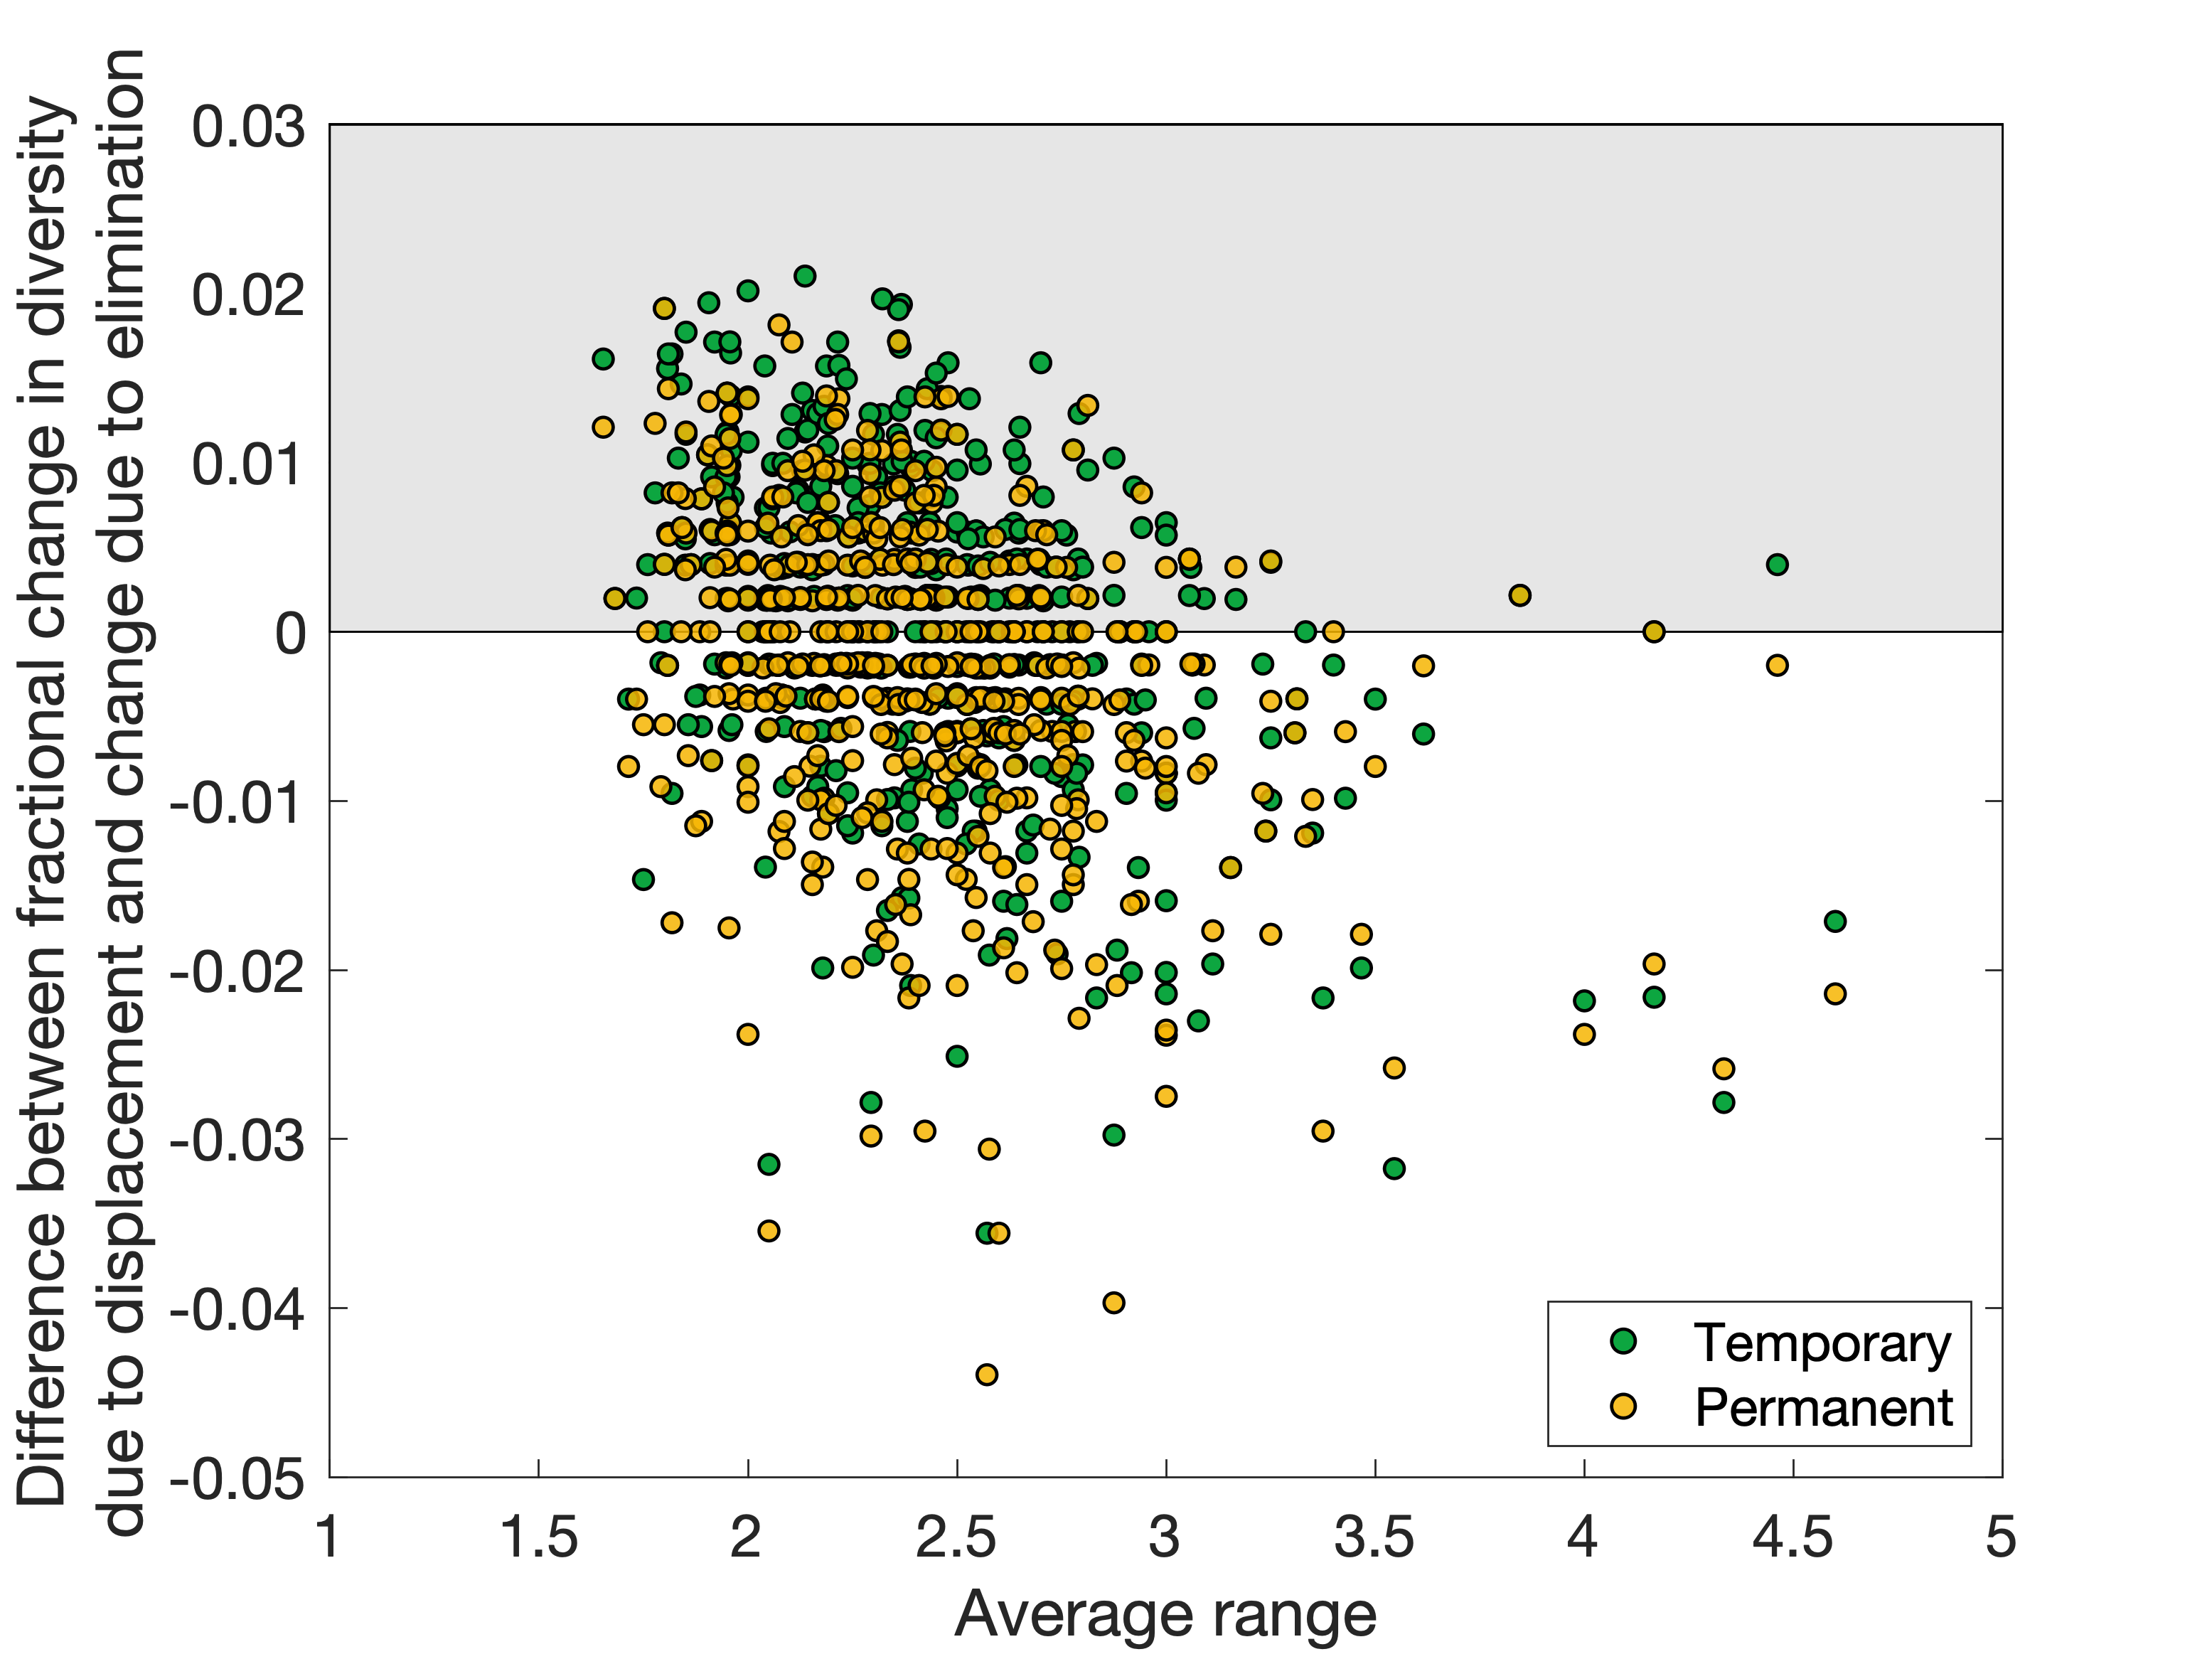 Difference between fractional change in diversity
due to displacement and change due to elimination
0.03
0.02
0.01
0
-0.01
-0.02
-0.03
-0.04
-0.05
Temporary
Permanent
1 1.5 2 2.5 3 3.5 4 4.5 5
Average range